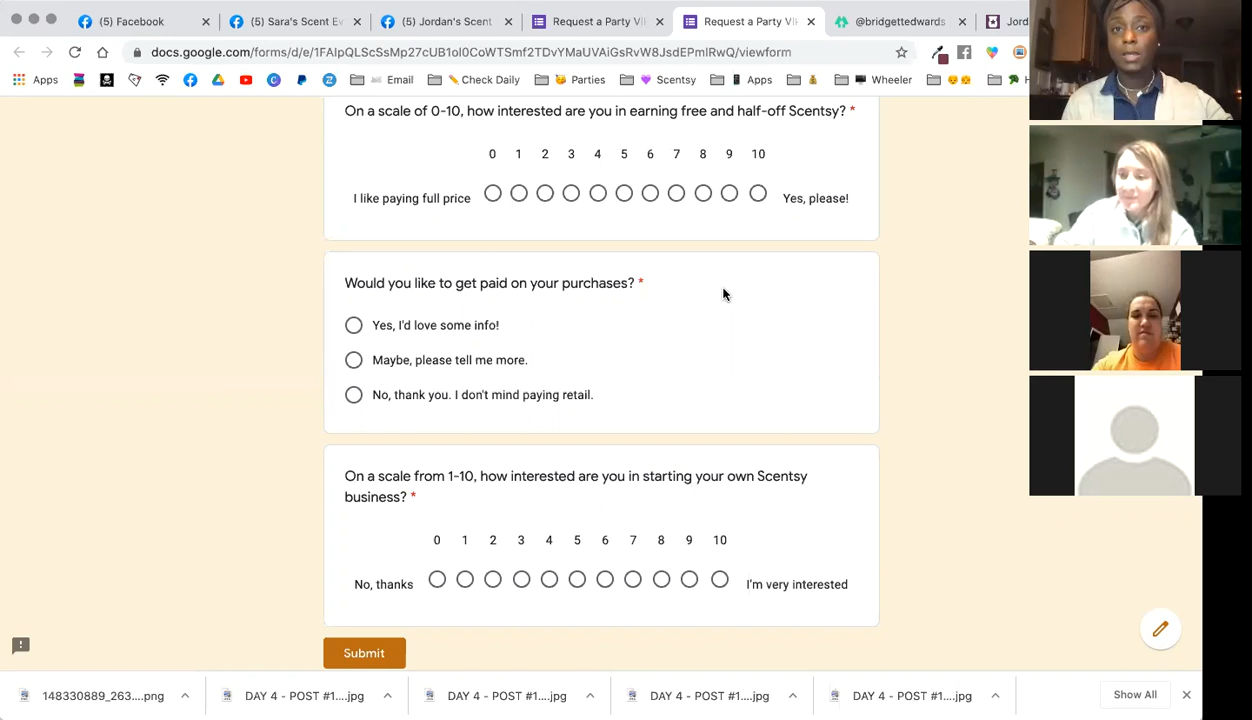 (5) Facebook
(5) Sara's Scent Ev
(5) Jordan's Scent
Request a Party VI
Request a Party VI
@bridgettedwards
Jord
docs.google.com/forms/d/e/1FAIpQLScSsMp27cUB1ol0CoWTSmf2TDvYMaUVAiGsRvW8JsdEPmlRwQ/viewform
Apps
Email
Check Daily
Parties
Scentsy
Apps
Wheeler
H
On a scale of 0-10, how interested are you in earning free and half-off Scentsy? *
0 1 2 3 4 5 6 7 8 9 10
I like paying full price
Yes, please!
Would you like to get paid on your purchases? *
Yes, I'd love some info!
Maybe, please tell me more.
No, thank you. I don't mind paying retail.
On a scale from 1-10, how interested are you in starting your own Scentsy
business? *
0 1 2 3 4 5 6 7 8 9 10
No, thanks
I'm very interested
Submit
148330889_263....png
DAY 4 - POST #1....jpg
DAY 4 - POST #1....jpg
DAY 4 - POST #1....jpg
DAY 4 - POST #1....jpg
Show All